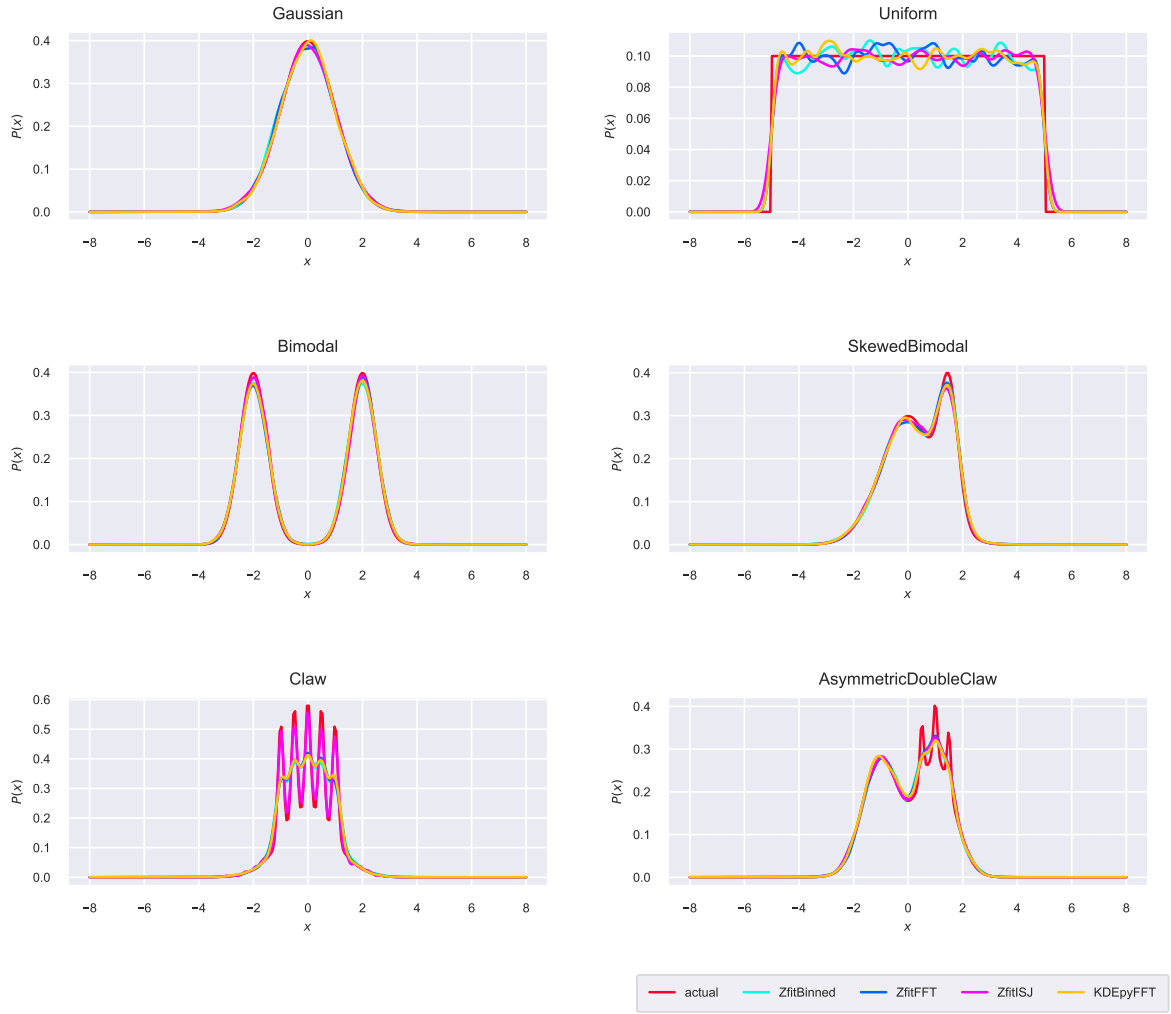 Gaussian
P(x)
0.4
0.3
0.2
0.1
0.0
−8 −6 −4 −2 0 2 4 6 8
x
Uniform
P(x)
0.10
0.08
0.06
0.04
0.02
0.00
−8 −6 −4 −2 0 2 4 6 8
x
Bimodal
P(x)
0.4
0.3
0.2
0.1
0.0
−8 −6 −4 −2 0 2 4 6 8
x
SkewedBimodal
P(x)
0.4
0.3
0.2
0.1
0.0
−8 −6 −4 −2 0 2 4 6 8
x
Claw
P(x)
0.6
0.5
0.4
0.3
0.2
0.1
0.0
−8 −6 −4 −2 0 2 4 6 8
x
AsymmetricDoubleClaw
P(x)
0.4
0.3
0.2
0.1
0.0
−8 −6 −4 −2 0 2 4 6 8
x
actual ZfitBinned ZfitFFT ZfitISJ KDEpyFFT